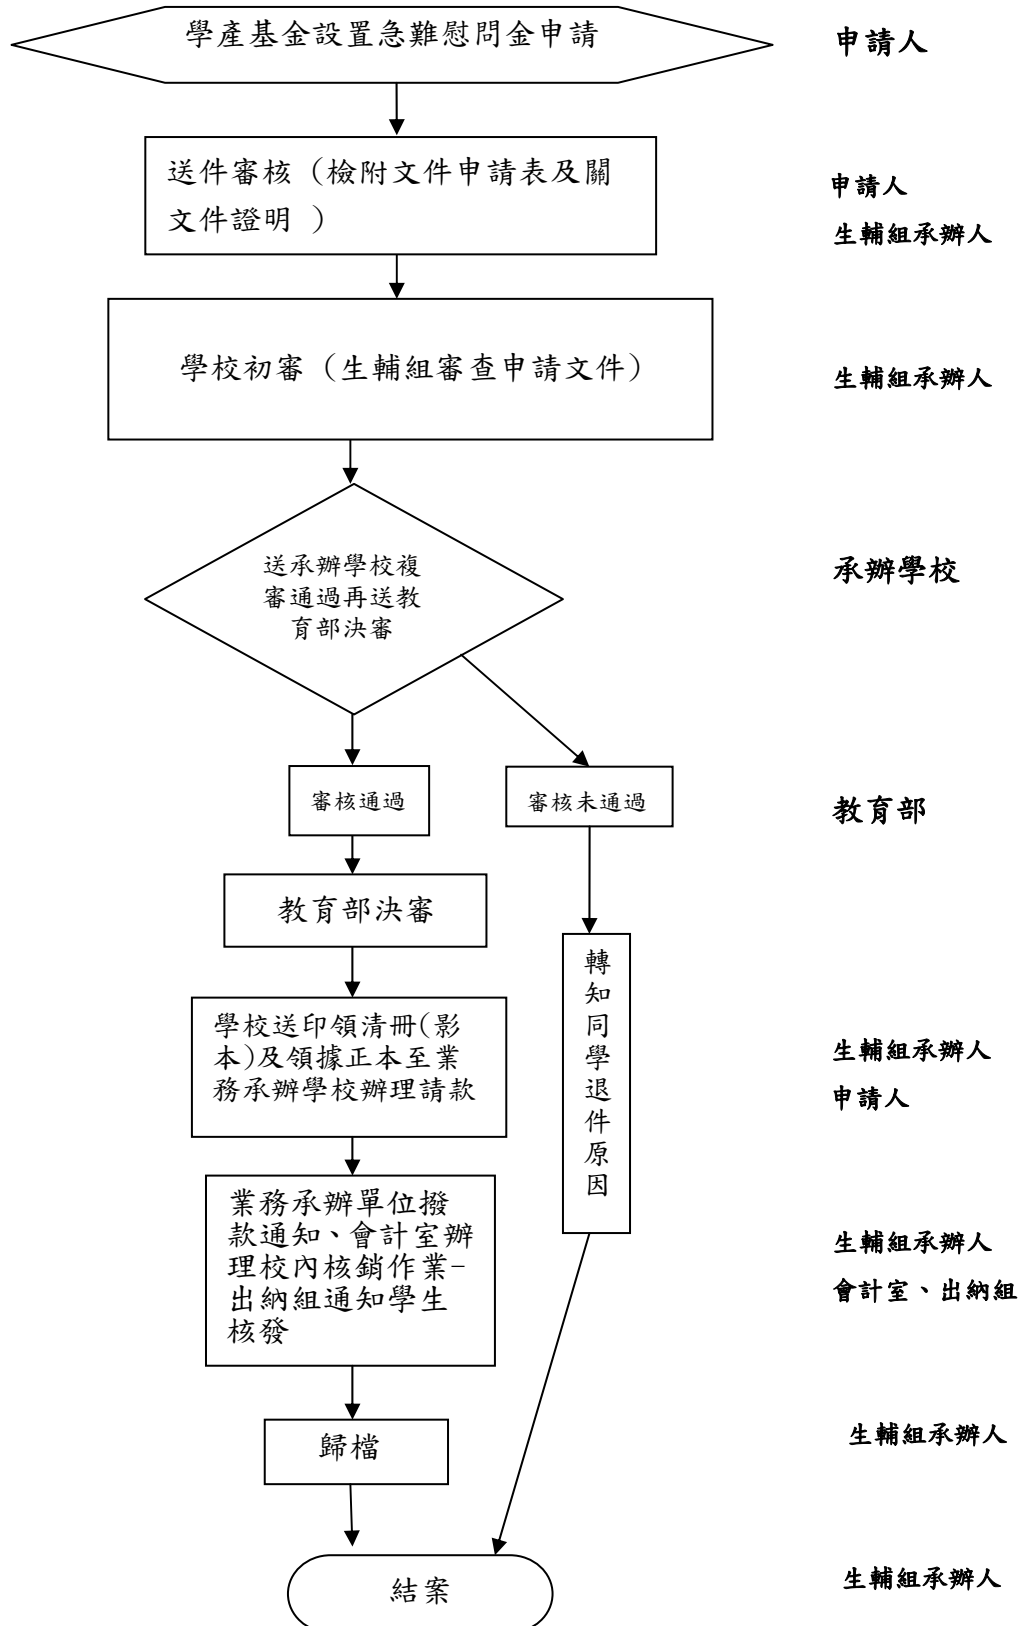 學產基金設置急難慰問金申請
申請人
送件審核（檢附文件申請表及關
文件證明 ）
申請人
生輔組承辦人
學校初審（生輔組審查申請文件）
生輔組承辦人
送承辦學校複
審通過再送教
育部決審
承辦學校
審核通過
審核未通過
教育部
教育部決審
轉知同學退件原因
學校送印領清冊(影
本)及領據正本至業
務承辦學校辦理請款
生輔組承辦人
申請人
業務承辦單位撥
款通知、會計室辦
理校內核銷作業-
出納組通知學生
核發
生輔組承辦人
會計室、出納組
歸檔
生輔組承辦人
結案
生輔組承辦人